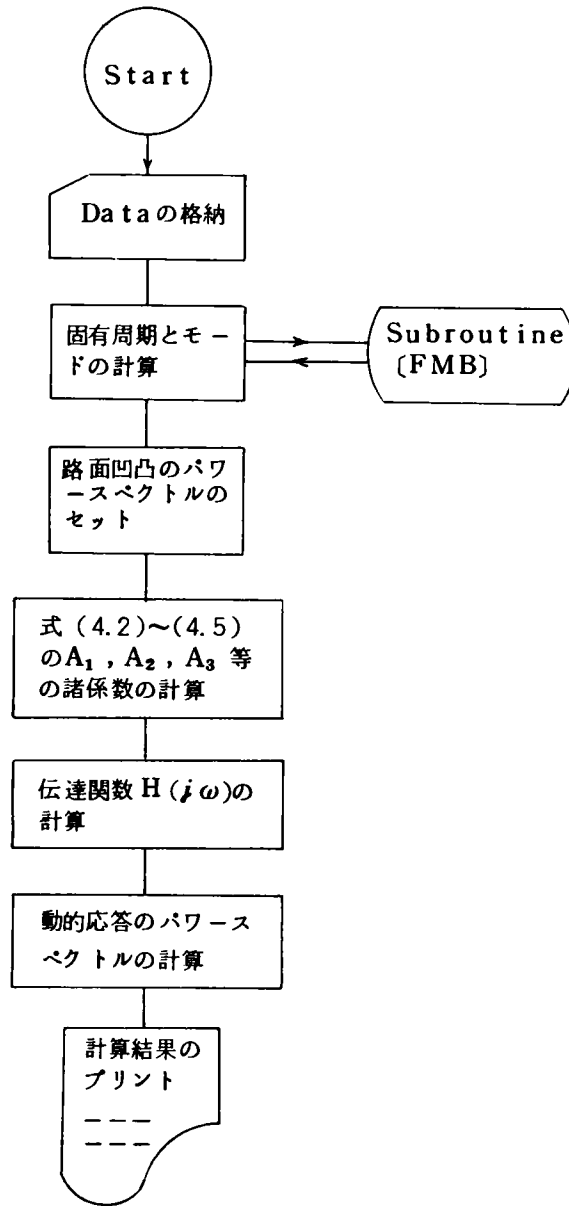 Start
Dataの格納
固有周期とモー
ドの計算
Subroutine
〔FMB〕
路面凹凸のパワ
ースペクトルの
セット
式 (4.2)～(4.5)
のA₁ , A₂ , A₃ 等
の諸係数の計算
伝達関数 H (jω)の
計算
動的応答のパワース
ペクトルの計算
計算結果の
プリント